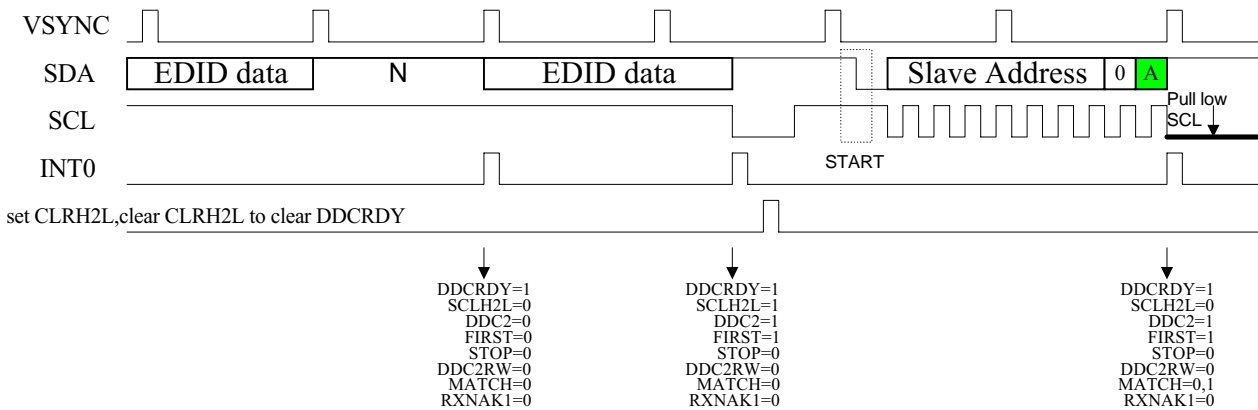 VSYNC
SDA EDID data N EDID data Slave Address 0 A
SCL Pull low
SCL
START
INT0
set CLRH2L,clear CLRH2L to clear DDCRDY
DDCRDY=1
SCLH2L=0
DDC2=0
FIRST=0
STOP=0
DDC2RW=0
MATCH=0
RXNAK1=0
DDCRDY=1
SCLH2L=1
DDC2=1
FIRST=1
STOP=0
DDC2RW=0
MATCH=0
RXNAK1=0
DDCRDY=1
SCLH2L=0
DDC2=1
FIRST=1
STOP=0
DDC2RW=0
MATCH=0,1
RXNAK1=0